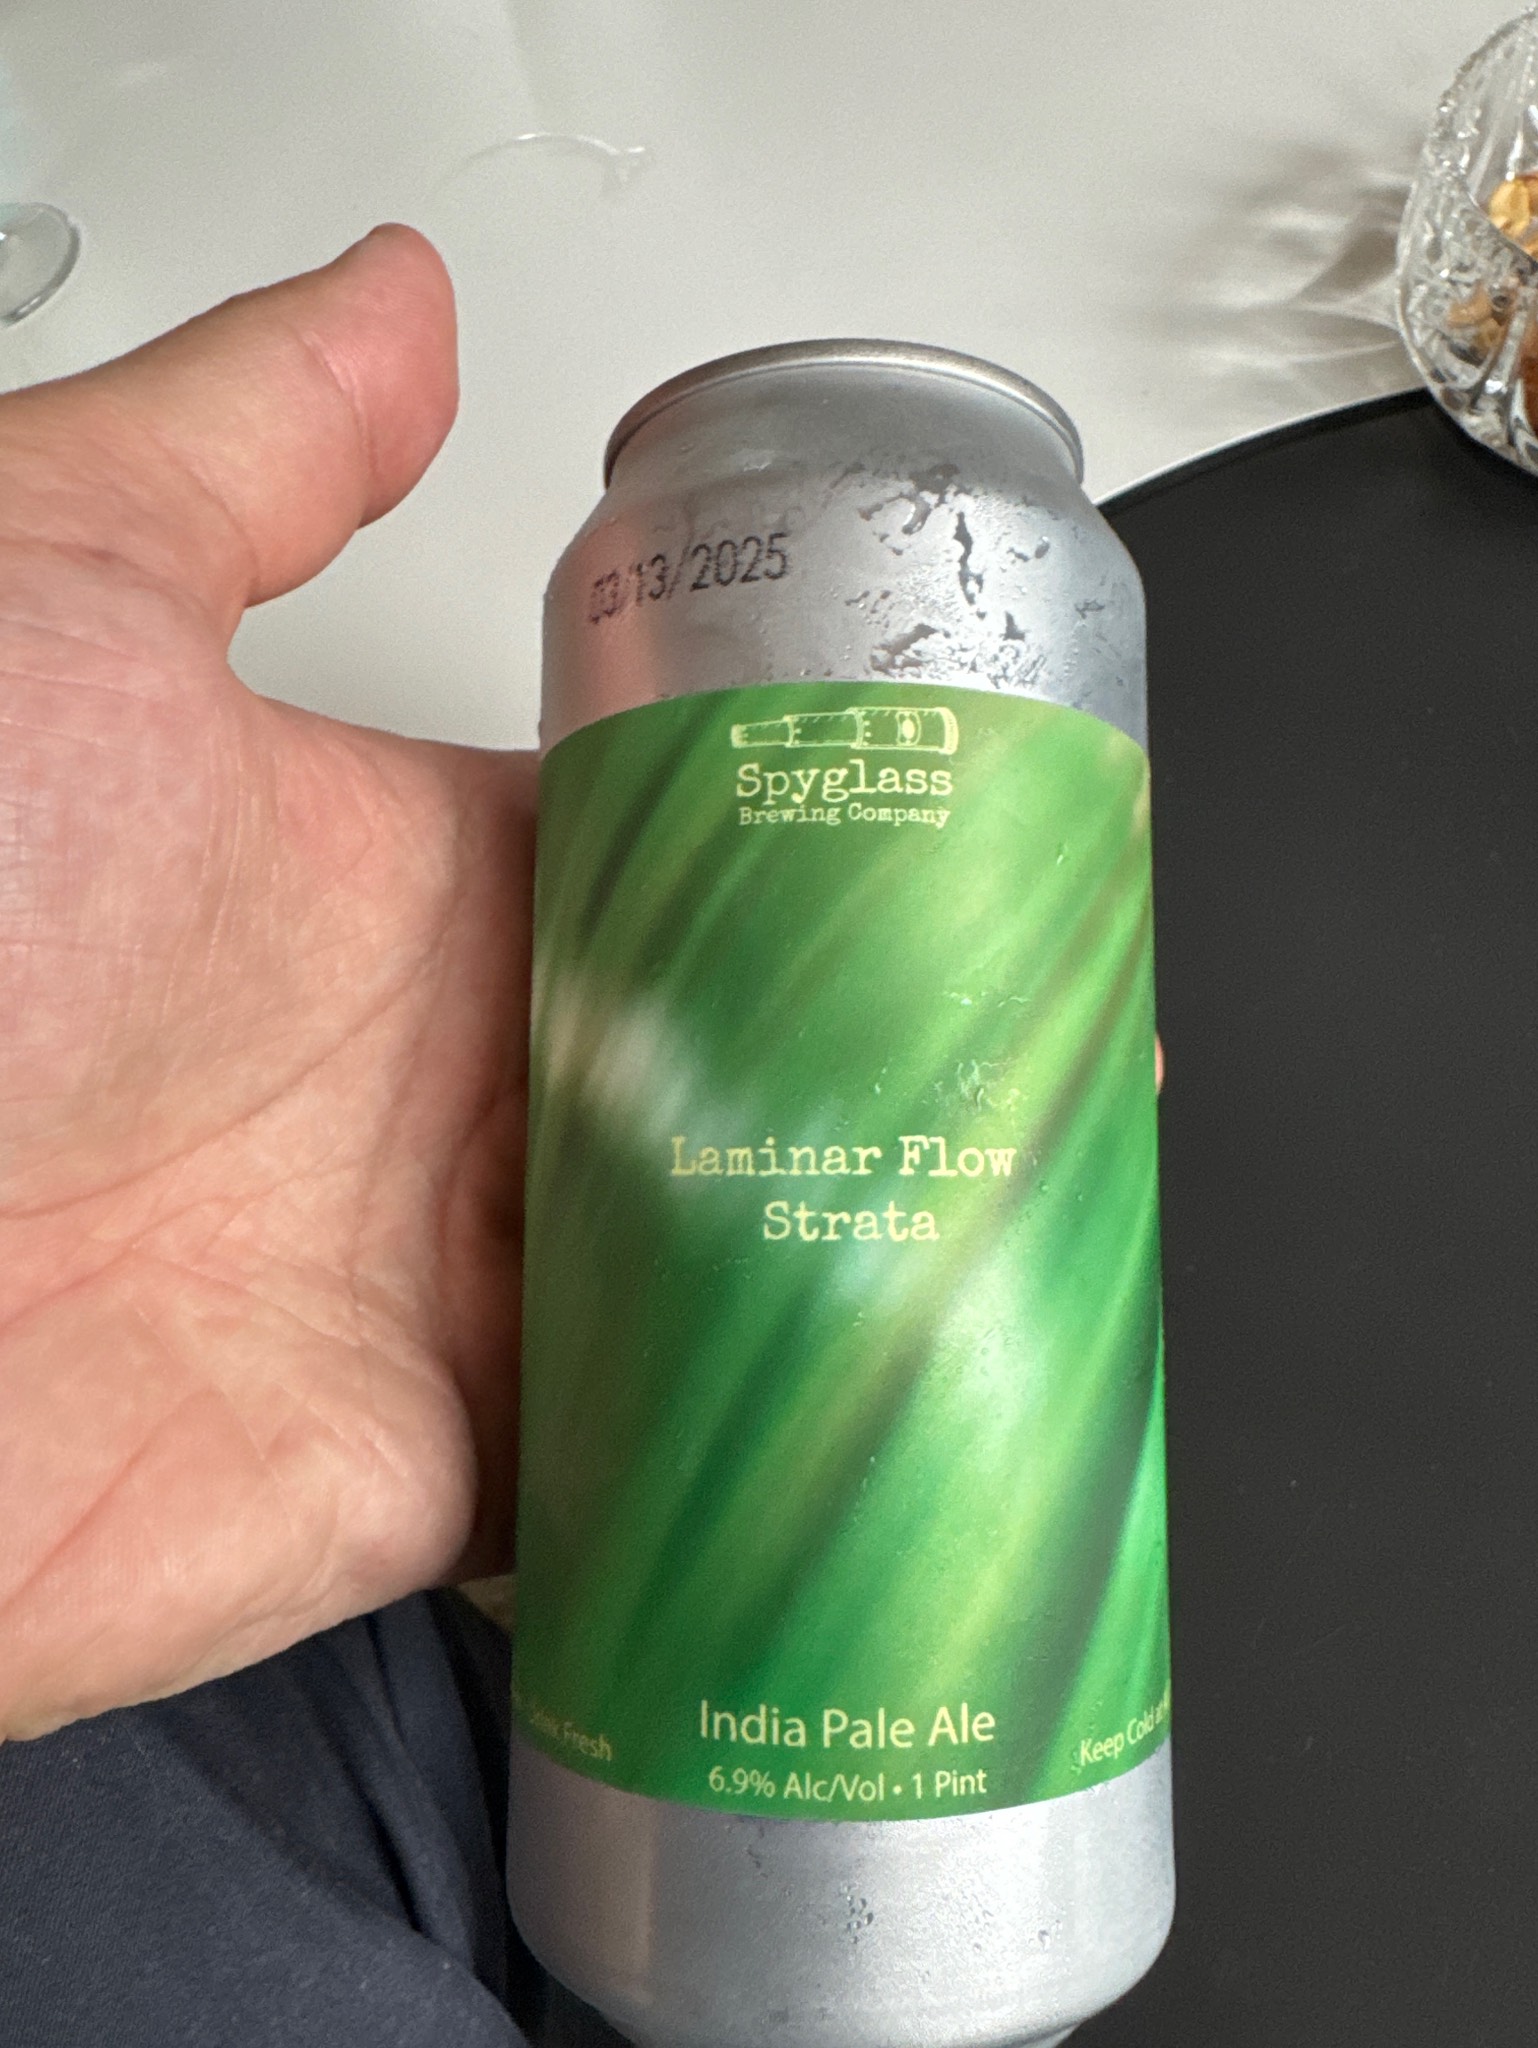 03/13/2025
Spyglass
Brewing Company
Laminar Flow
Strata
Fresh
India Pale Ale
Keep Cold
6.9% Alc/Vol • 1 Pint